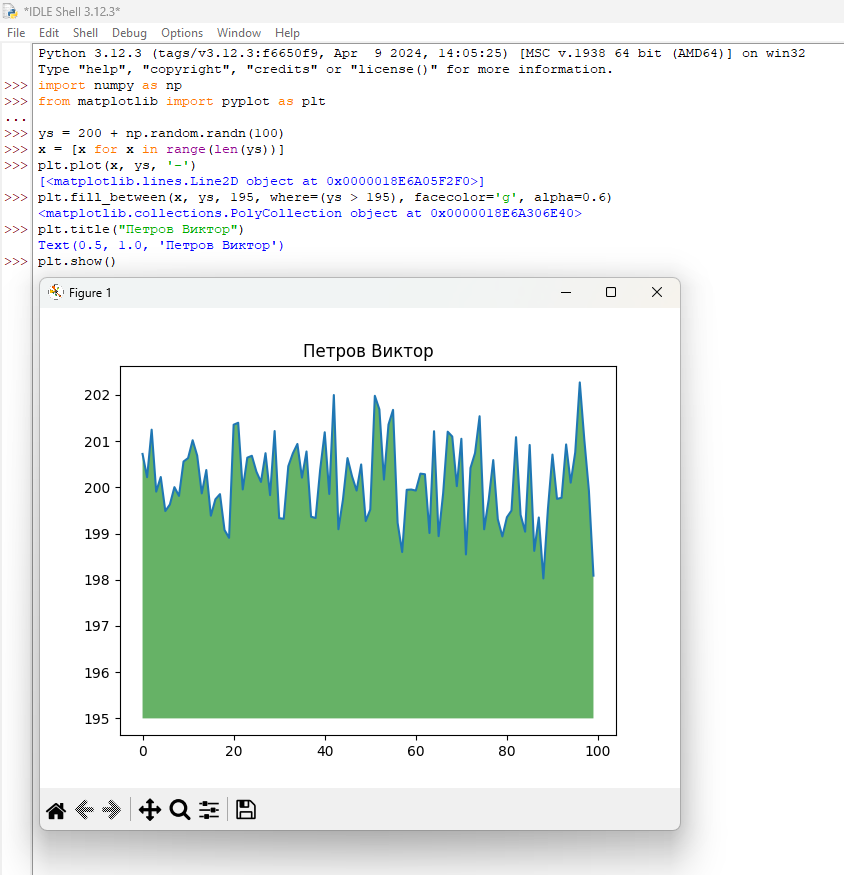 *IDLE Shell 3.12.3*
File Edit Shell Debug Options Window Help
Python 3.12.3 (tags/v3.12.3:f6650f9, Apr  9 2024, 14:05:25) [MSC v.1938 64 bit (AMD64)] on win32
Type "help", "copyright", "credits" or "license()" for more information.
>>> import numpy as np
>>> from matplotlib import pyplot as plt
...
>>> ys = 200 + np.random.randn(100)
>>> x = [x for x in range(len(ys))]
>>> plt.plot(x, ys, '-')
[<matplotlib.lines.Line2D object at 0x0000018E6A05F2F0>]
>>> plt.fill_between(x, ys, 195, where=(ys > 195), facecolor='g', alpha=0.6)
<matplotlib.collections.PolyCollection object at 0x0000018E6A306E40>
>>> plt.title("Петров Виктор")
Text(0.5, 1.0, 'Петров Виктор')
>>> plt.show()
Figure 1
Петров Виктор
202
201
200
199
198
197
196
195
0 20 40 60 80 100